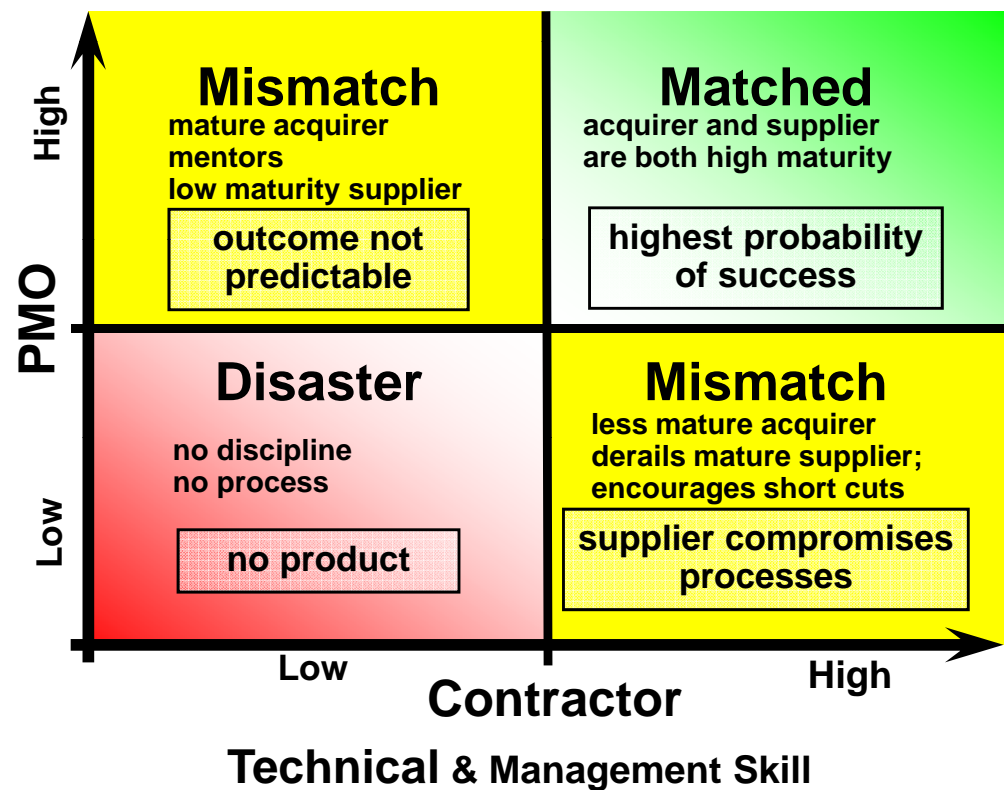 High
PMO
Low
Mismatch
mature acquirer
mentors
low maturity supplier
outcome not
predictable
Matched
acquirer and supplier
are both high maturity
highest probability
of success
Disaster
no discipline
no process
no product
Mismatch
less mature acquirer
derails mature supplier;
encourages short cuts
supplier compromises
processes
Low
High
Contractor
Technical & Management Skill